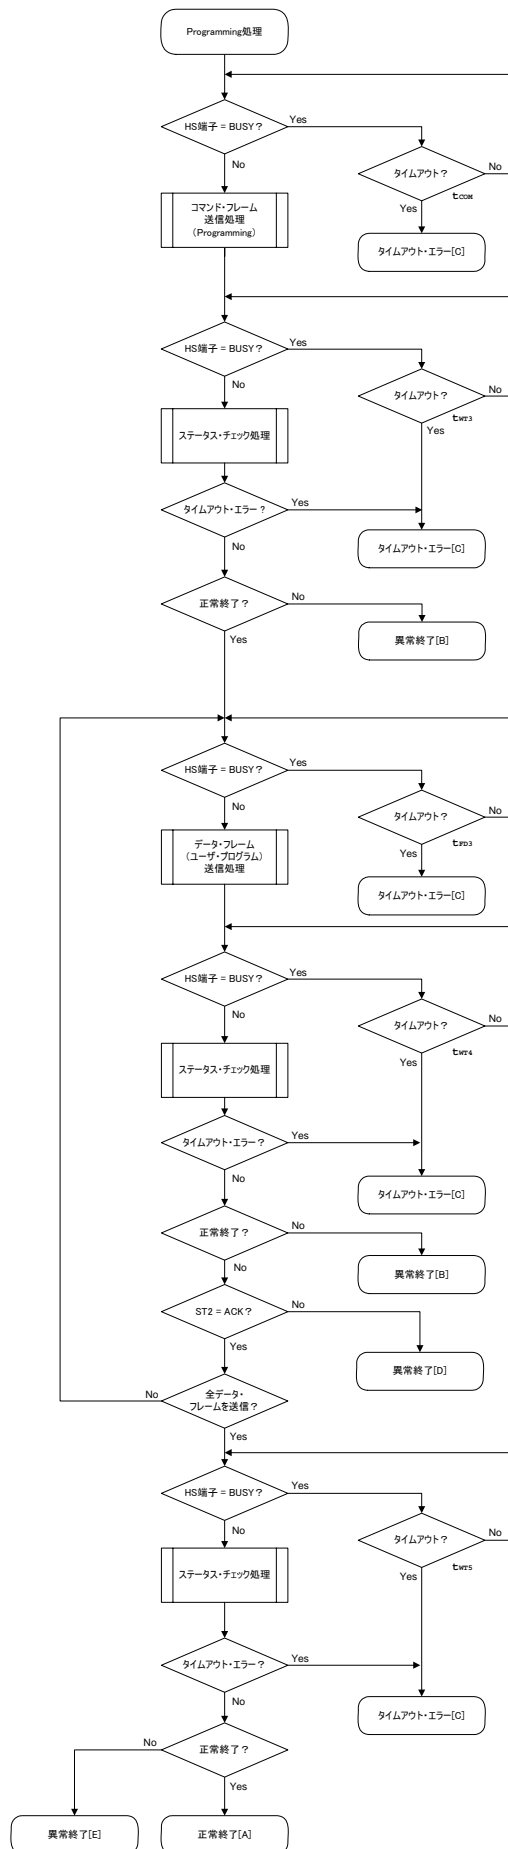 Programming処理
HS端子 = BUSY?
Yes
No
タイムアウト?
No
tCOM
Yes
コマンド・フレーム
送信処理
(Programming)
タイムアウト・エラー[C]
HS端子 = BUSY?
Yes
No
タイムアウト?
No
tWT3
Yes
ステータス・チェック処理
タイムアウト・エラー?
Yes
No
タイムアウト・エラー[C]
正常終了?
No
Yes
異常終了[B]
HS端子 = BUSY?
Yes
No
タイムアウト?
No
tFD3
Yes
データ・フレーム
(ユーザ・プログラム)
送信処理
タイムアウト・エラー[C]
HS端子 = BUSY?
Yes
No
タイムアウト?
No
tWT4
Yes
ステータス・チェック処理
タイムアウト・エラー?
Yes
No
タイムアウト・エラー[C]
正常終了?
No
No
異常終了[B]
ST2 = ACK?
No
Yes
異常終了[D]
No
全データ・
フレームを送信?
Yes
HS端子 = BUSY?
Yes
No
タイムアウト?
No
tWT5
Yes
ステータス・チェック処理
タイムアウト・エラー?
Yes
No
タイムアウト・エラー[C]
No
正常終了?
Yes
異常終了[E]
正常終了[A]